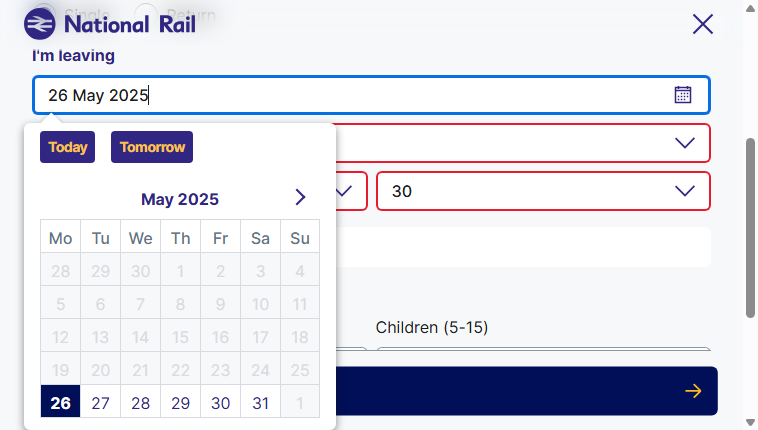 Single Return
National Rail
I'm leaving
26 May 2025
Today Tomorrow
May 2025
Mo Tu We Th Fr Sa Su
28 29 30 1 2 3 4
5 6 7 8 9 10 11
12 13 14 15 16 17 18
19 20 21 22 23 24 25
26 27 28 29 30 31 1
30
Children (5-15)